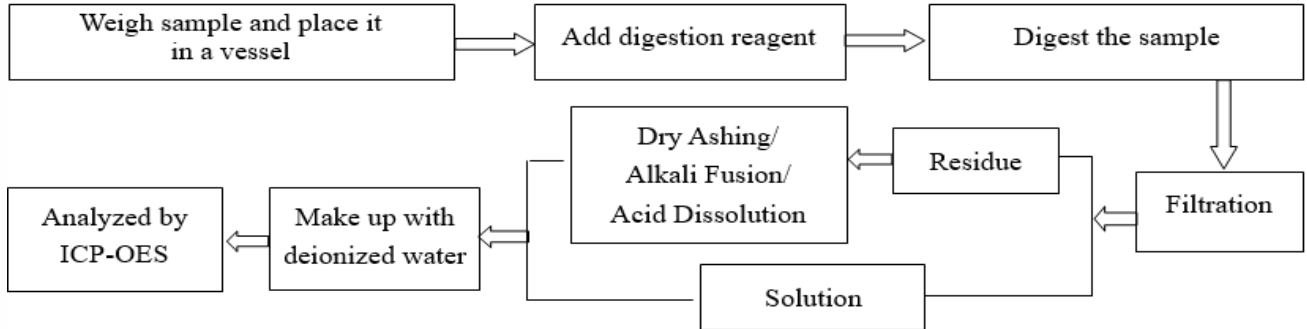 Weigh sample and place it
in a vessel
Add digestion reagent
Digest the sample
Filtration
Residue
Dry Ashing/
Alkali Fusion/
Acid Dissolution
Solution
Make up with
deionized water
Analyzed by
ICP-OES